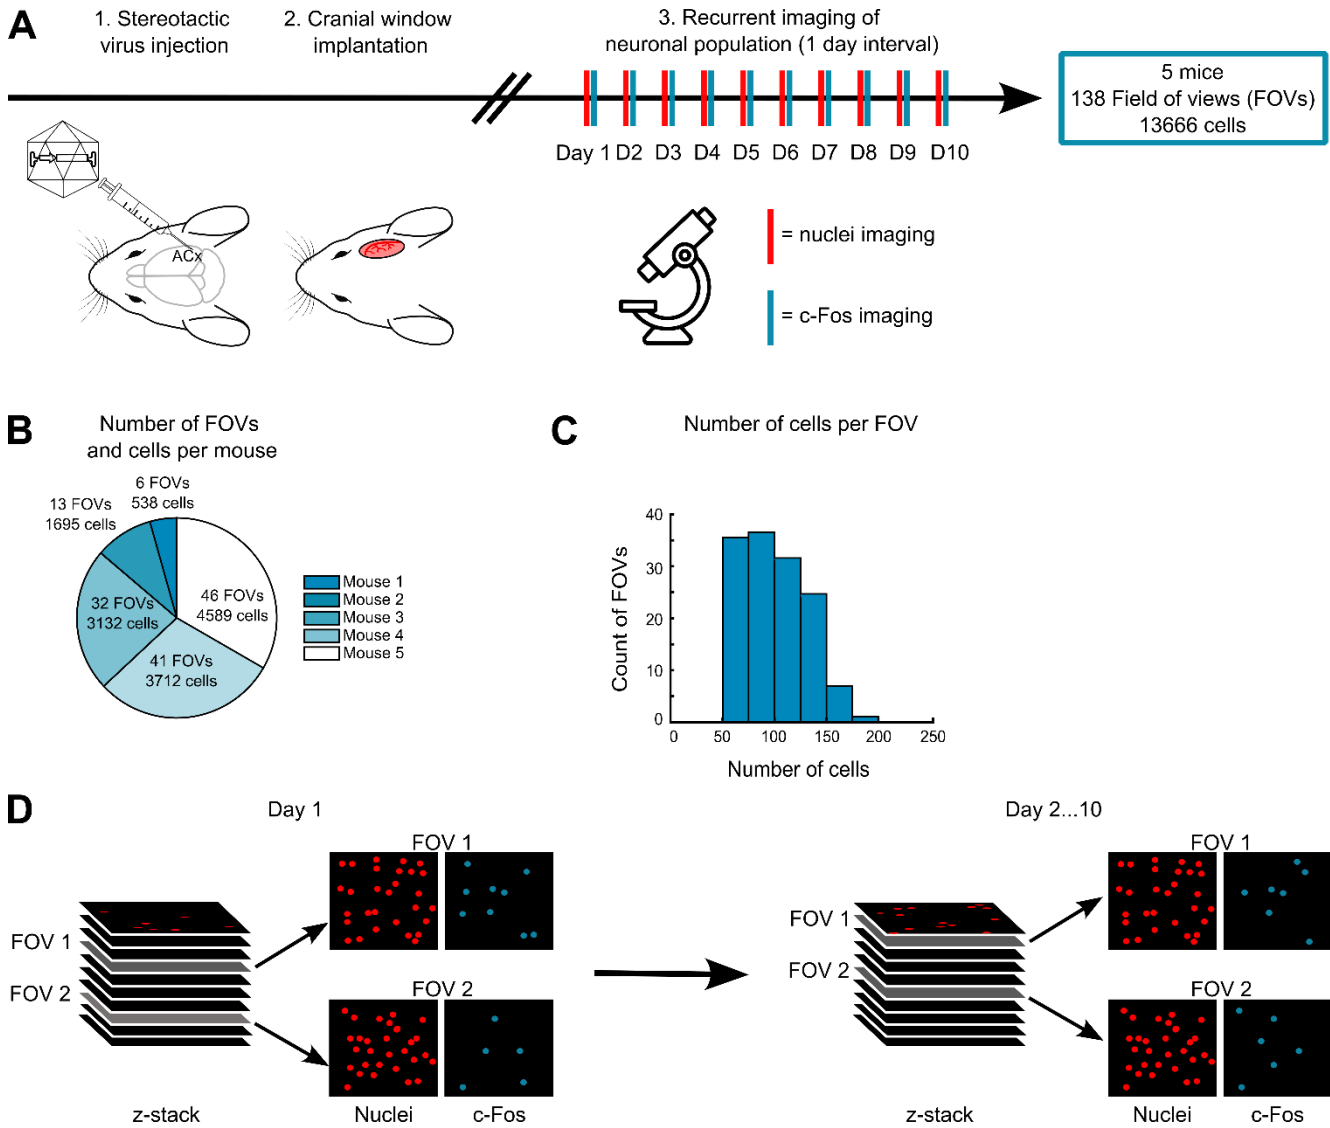 A
1. Stereotactic
virus injection
2. Cranial window
implantation
3. Recurrent imaging of
neuronal population (1 day interval)
5 mice
138 Field of views (FOVs)
13666 cells
Day 1 D2 D3 D4 D5 D6 D7 D8 D9 D10
ACx
= nuclei imaging
= c-Fos imaging
B
Number of FOVs
and cells per mouse
6 FOVs
538 cells
13 FOVs
1695 cells
46 FOVs
4589 cells
32 FOVs
3132 cells
41 FOVs
3712 cells
Mouse 1
Mouse 2
Mouse 3
Mouse 4
Mouse 5
C
Number of cells per FOV
Count of FOVs
40
30
20
10
0
0 50 100 150 200 250
Number of cells
D
Day 1
FOV 1
FOV 2
FOV 1
FOV 2
z-stack
Nuclei
c-Fos
Day 2...10
FOV 1
FOV 2
FOV 1
FOV 2
z-stack
Nuclei
c-Fos